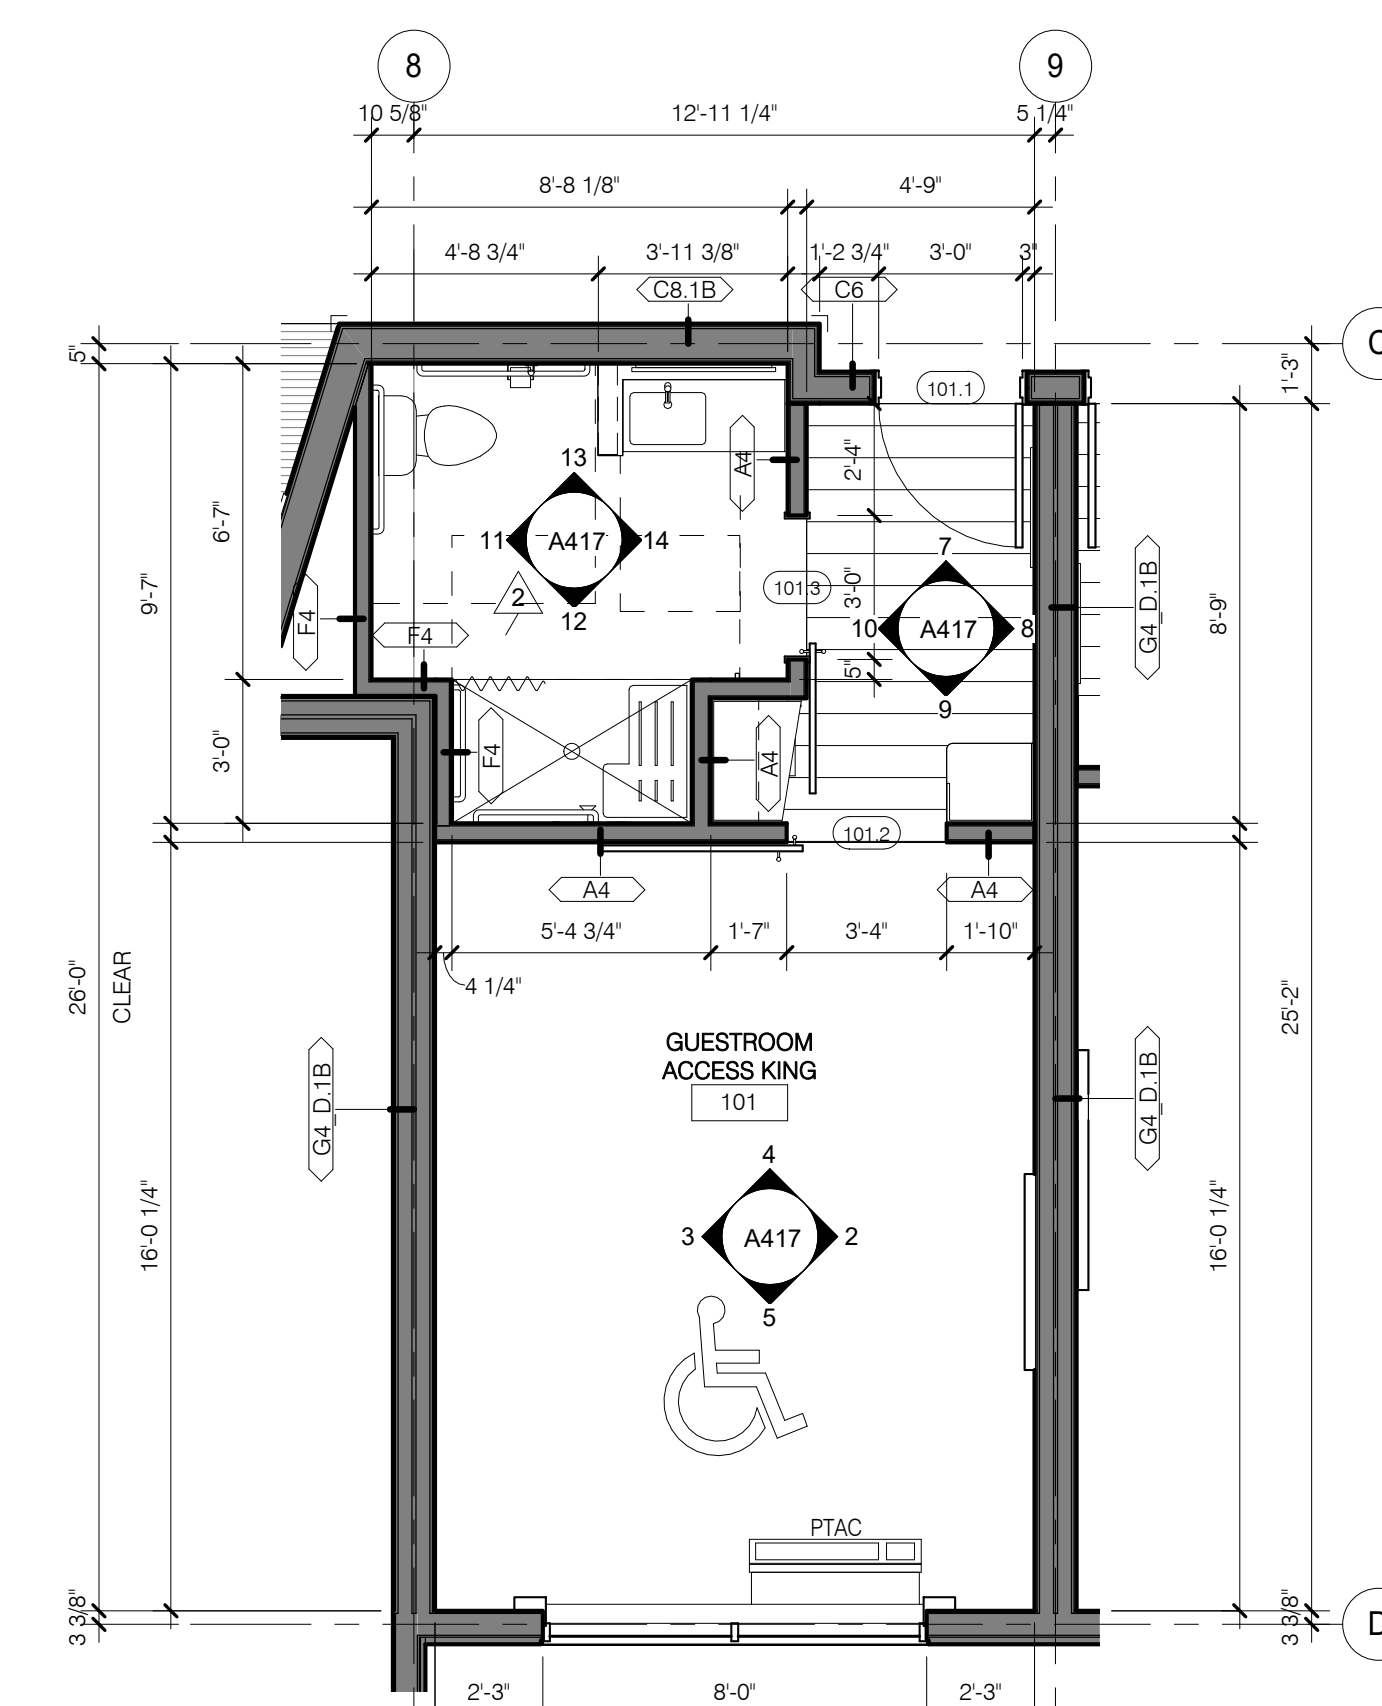 8
9
10 5/8"
12'-11 1/4"
5 1/4"
8'-8 1/8"
4'-9"
4'-8 3/4"
3'-11 3/8"
1'-2 3/4"
3'-0"
3"
C8.1B
C6
5"
1'-3"
101.1
A4
2'-4"
13
11
A417
14
12
2
6'-7"
9'-7"
F4
F4
101.3
3'-0"
7
10
A417
8
9
5"
G4_D.1B
8'-9"
3'-0"
F4
A4
101.2
A4
A4
5'-4 3/4"
1'-7"
3'-4"
1'-10"
4 1/4"
26'-0"
CLEAR
25'-2"
GUESTROOM
ACCESS KING
101
G4_D.1B
G4_D.1B
4
3
A417
2
5
16'-0 1/4"
16'-0 1/4"
PTAC
3 3/8"
3 3/8"
D
2'-3"
8'-0"
2'-3"